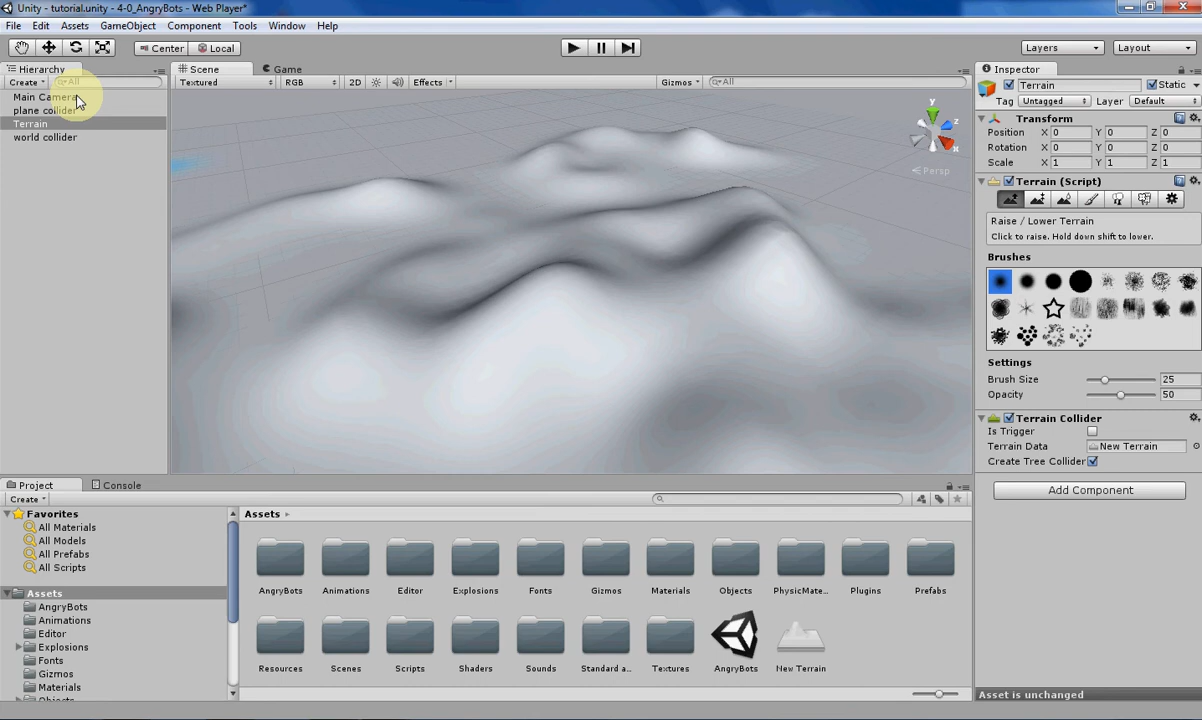 Unity - tutorial.unity - 4-0_AngryBots - Web Player*
File Edit Assets GameObject Component Tools Window Help
Center Local Layers Layout
Hierarchy
Create All
Main Camera
plane collider
Terrain
world collider
Scene Game
Textured RGB 2D Effects Gizmos All
y
z
x
Persp
Inspector
Terrain Static
Tag Untagged Layer Default
Transform
Position X 0 Y 0 Z 0
Rotation X 0 Y 0 Z 0
Scale X 1 Y 1 Z 1
Terrain (Script)
Raise / Lower Terrain
Click to raise. Hold down shift to lower.
Brushes
Settings
Brush Size 25
Opacity 50
Terrain Collider
Is Trigger
Terrain Data New Terrain
Create Tree Collider
Add Component
Project Console
Create
Favorites
All Materials
All Models
All Prefabs
All Scripts
Assets
AngryBots
Animations
Editor
Explosions
Fonts
Gizmos
Materials
Objects
Assets
AngryBots Animations Editor Explosions Fonts Gizmos Materials Objects PhysicMate... Plugins Prefabs
Resources Scenes Scripts Shaders Sounds Standard a... Textures AngryBots New Terrain
Asset is unchanged